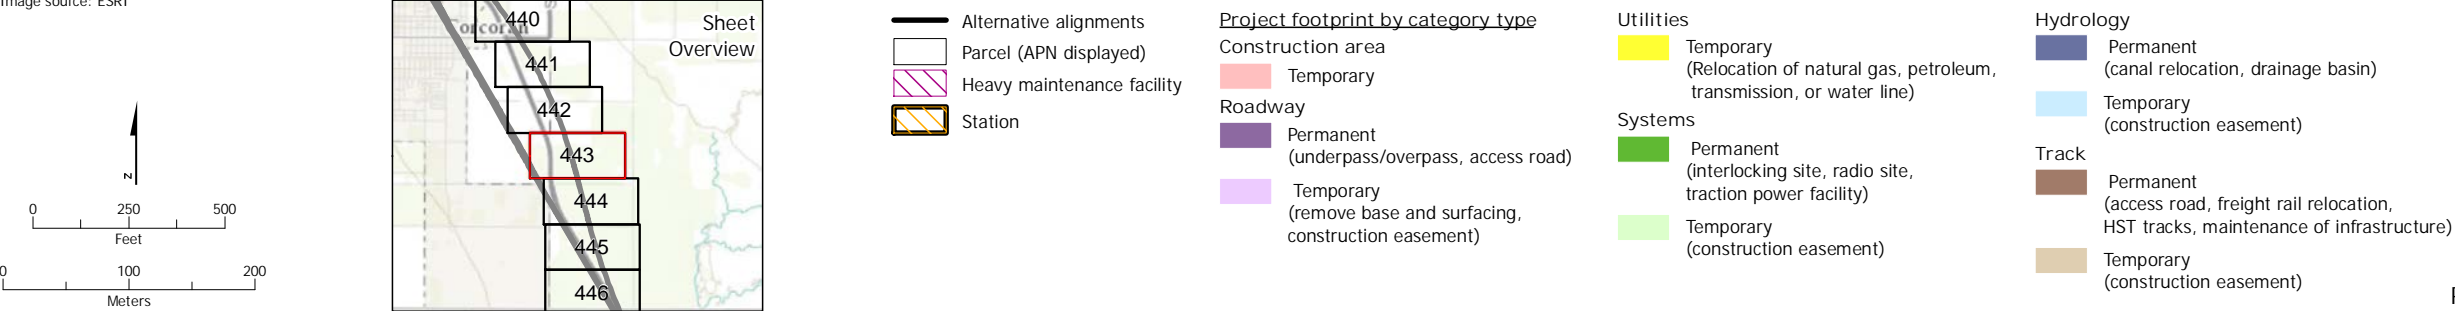 Image source: ESRI
N
0 250 500
Feet
0 100 200
Meters
Sheet
Overview
Corcoran
440
441
442
443
444
445
446
Alternative alignments
Parcel (APN displayed)
Heavy maintenance facility
Station
Project footprint by category type
Construction area
Temporary
Roadway
Permanent
(underpass/overpass, access road)
Temporary
(remove base and surfacing,
construction easement)
Utilities
Temporary
(Relocation of natural gas, petroleum,
transmission, or water line)
Systems
Permanent
(interlocking site, radio site,
traction power facility)
Temporary
(construction easement)
Hydrology
Permanent
(canal relocation, drainage basin)
Temporary
(construction easement)
Track
Permanent
(access road, freight rail relocation,
HST tracks, maintenance of infrastructure)
Temporary
(construction easement)